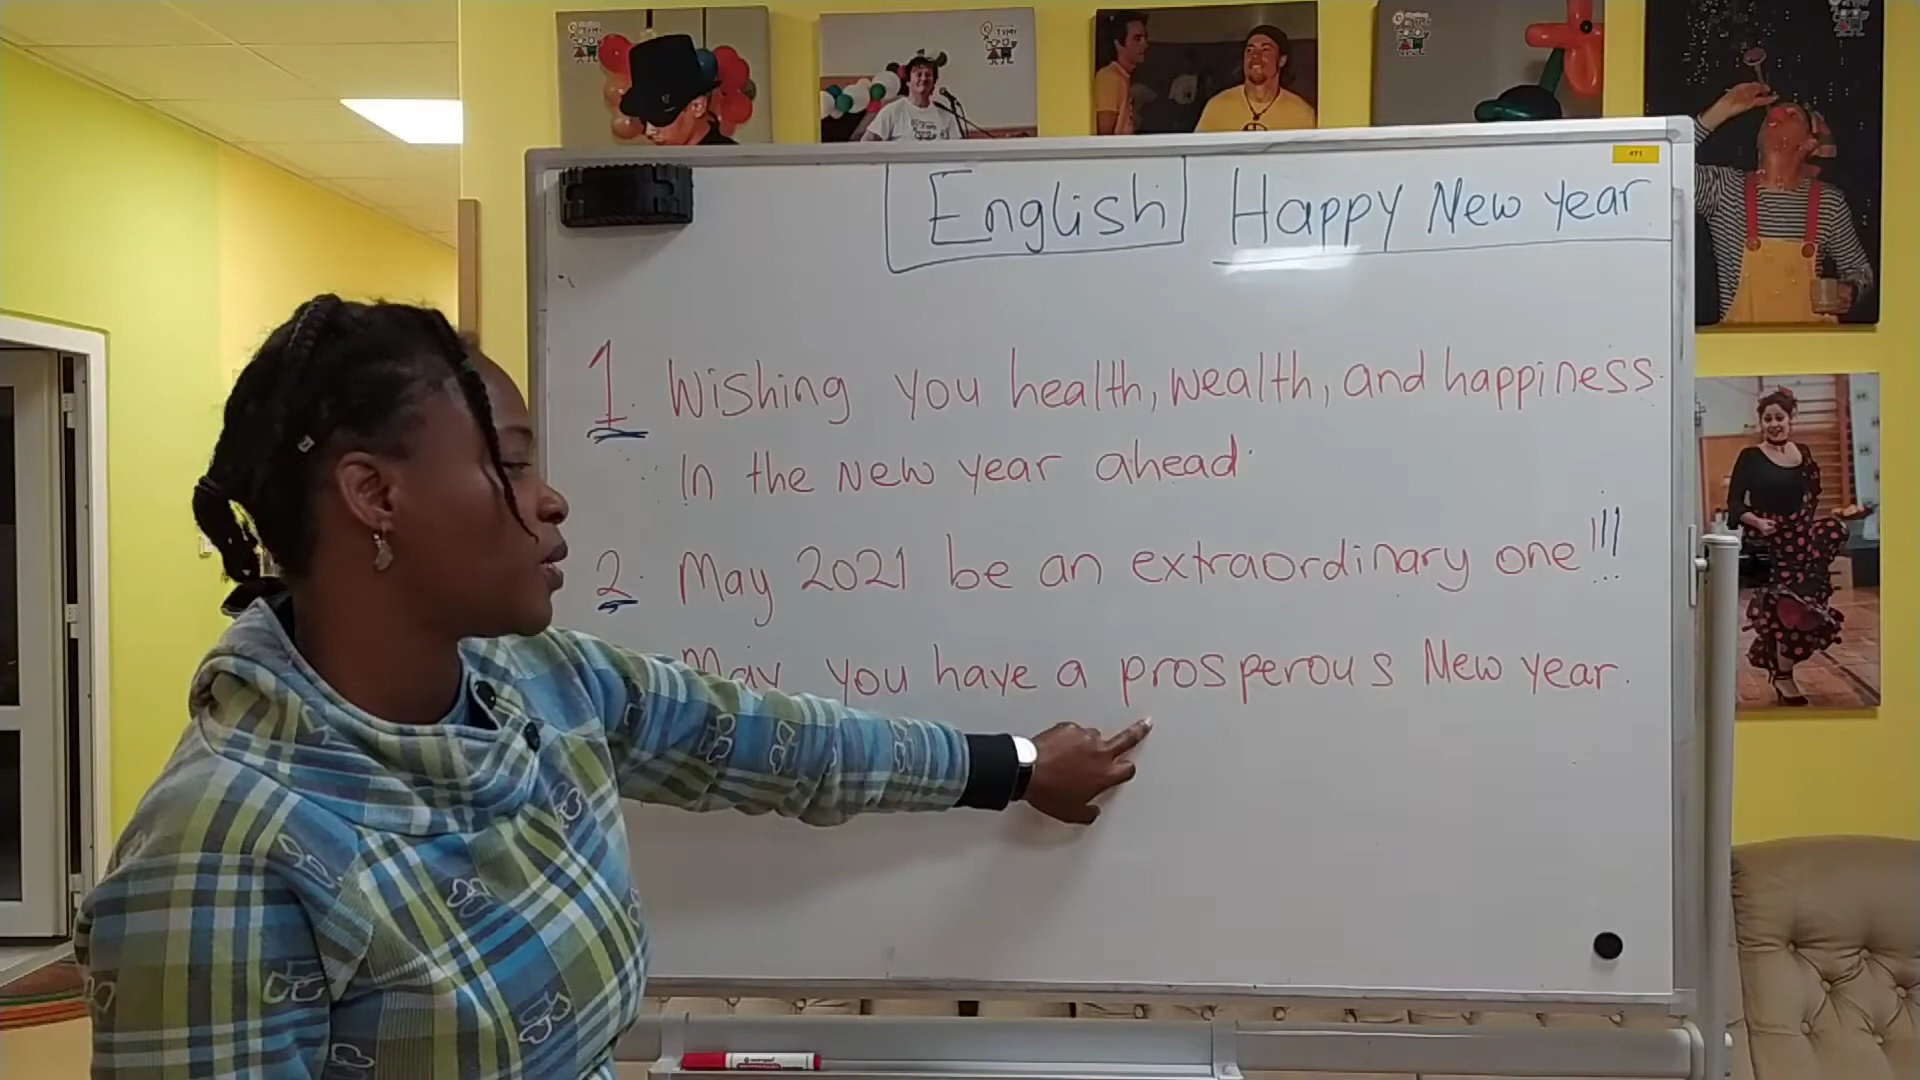 471
English Happy New Year
1. Wishing you health, wealth, and happiness.
In the New year ahead.
2. May 2021 be an extraordinary one!!!
May you have a prosperous New year.